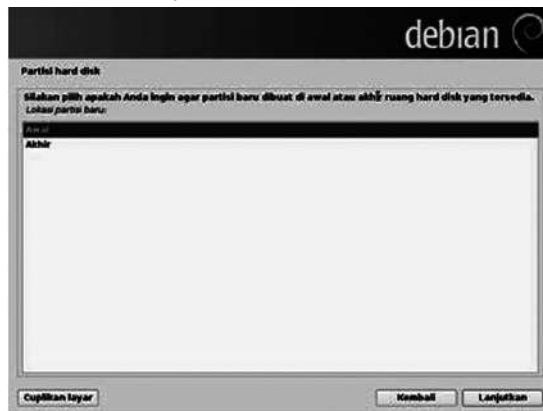 debian
Partisi hard disk
Silakan pilih apakah Anda ingin agar partisi baru dibuat di awal atau akhir ruang hard disk yang tersedia.
Lokasi partisi baru:
Awal
Akhir
Cuplikan layar
Kembali
Lanjutkan